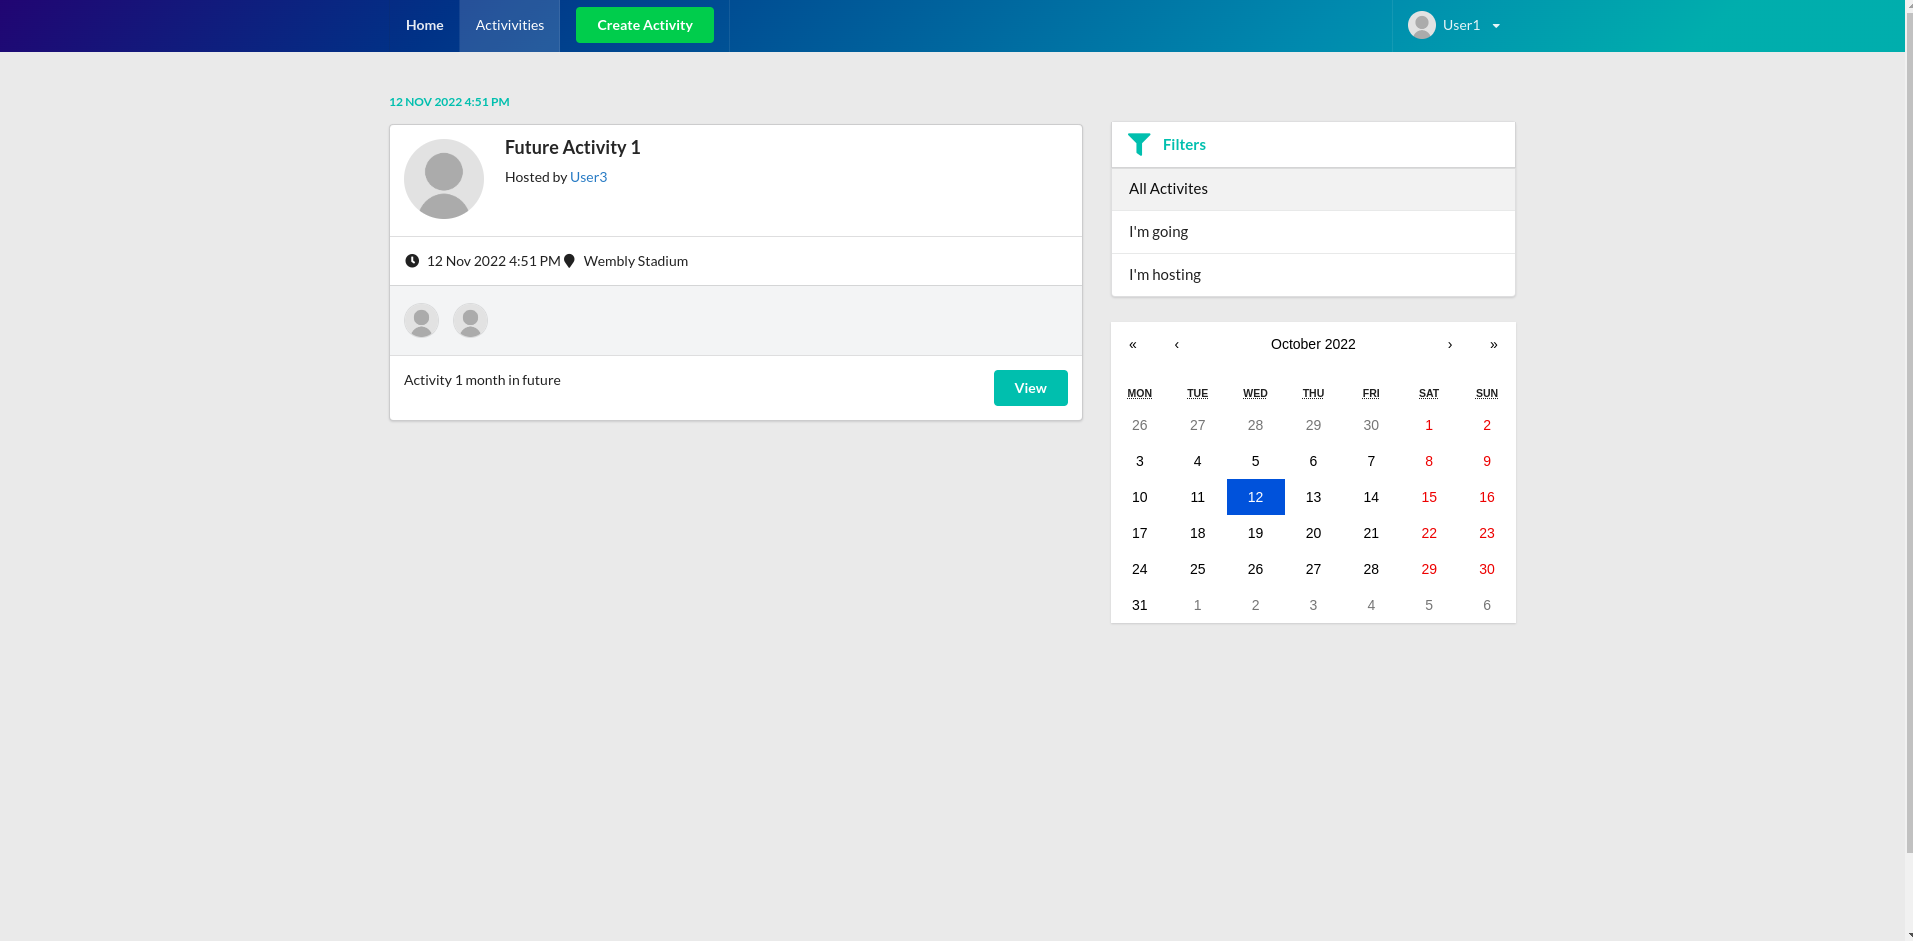 Home Activivities Create Activity User1
12 NOV 2022 4:51 PM
Future Activity 1
Hosted by User3
12 Nov 2022 4:51 PM Wembly Stadium
Activity 1 month in future
View
Filters
All Activites
I'm going
I'm hosting
« ‹ October 2022 › »
MON TUE WED THU FRI SAT SUN
26 27 28 29 30 1 2
3 4 5 6 7 8 9
10 11 12 13 14 15 16
17 18 19 20 21 22 23
24 25 26 27 28 29 30
31 1 2 3 4 5 6